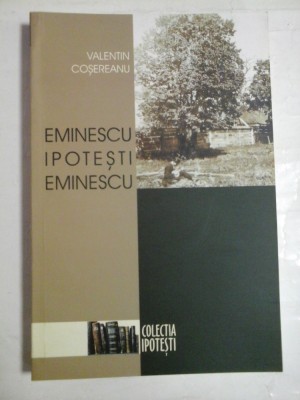 VALENTIN
COȘEREANU
EMINESCU
IPOTEȘTI
EMINESCU
COLECȚIA
IPOTEȘTI